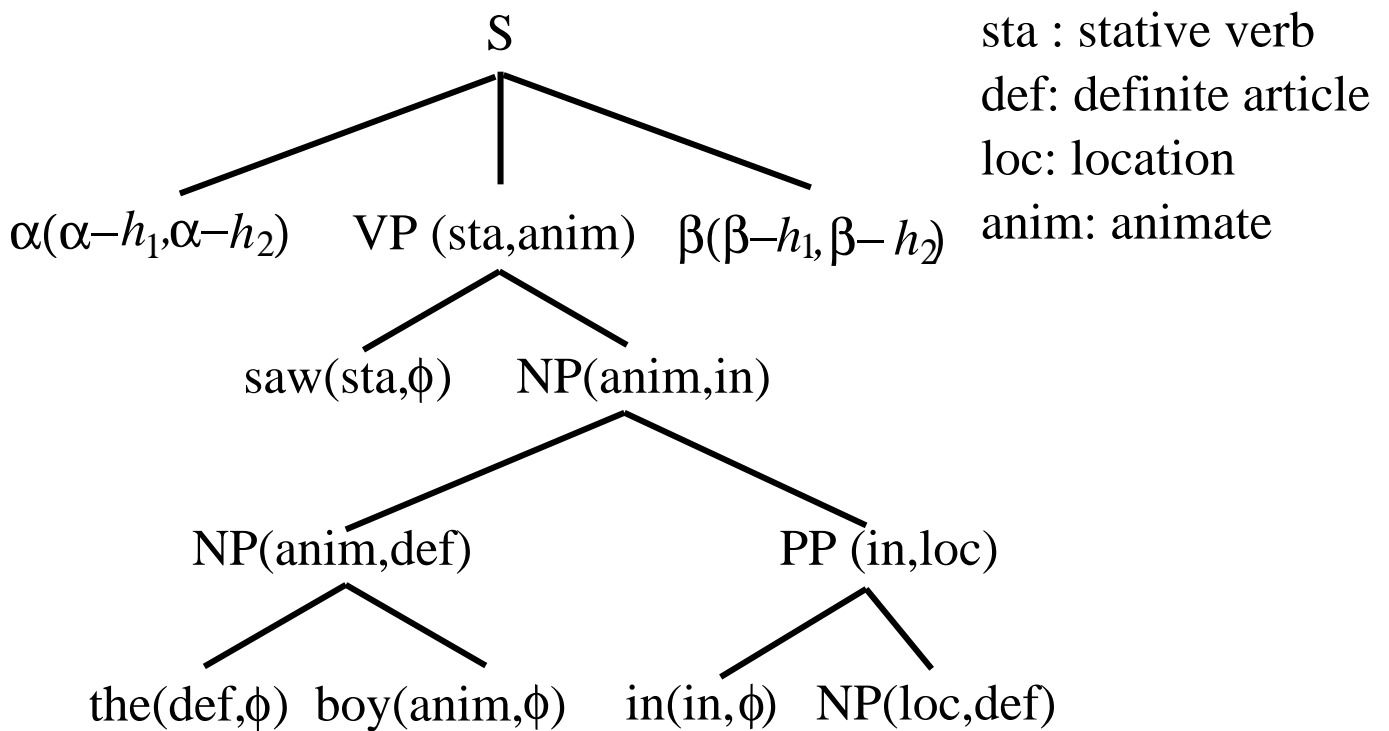 S
sta : stative verb
def: definite article
loc: location
anim: animate
α(α−h₁,α−h₂) VP (sta,anim) β(β−h₁,β−h₂)
saw(sta,ϕ) NP(anim,in)
NP(anim,def) PP (in,loc)
the(def,ϕ) boy(anim,ϕ) in(in,ϕ) NP(loc,def)